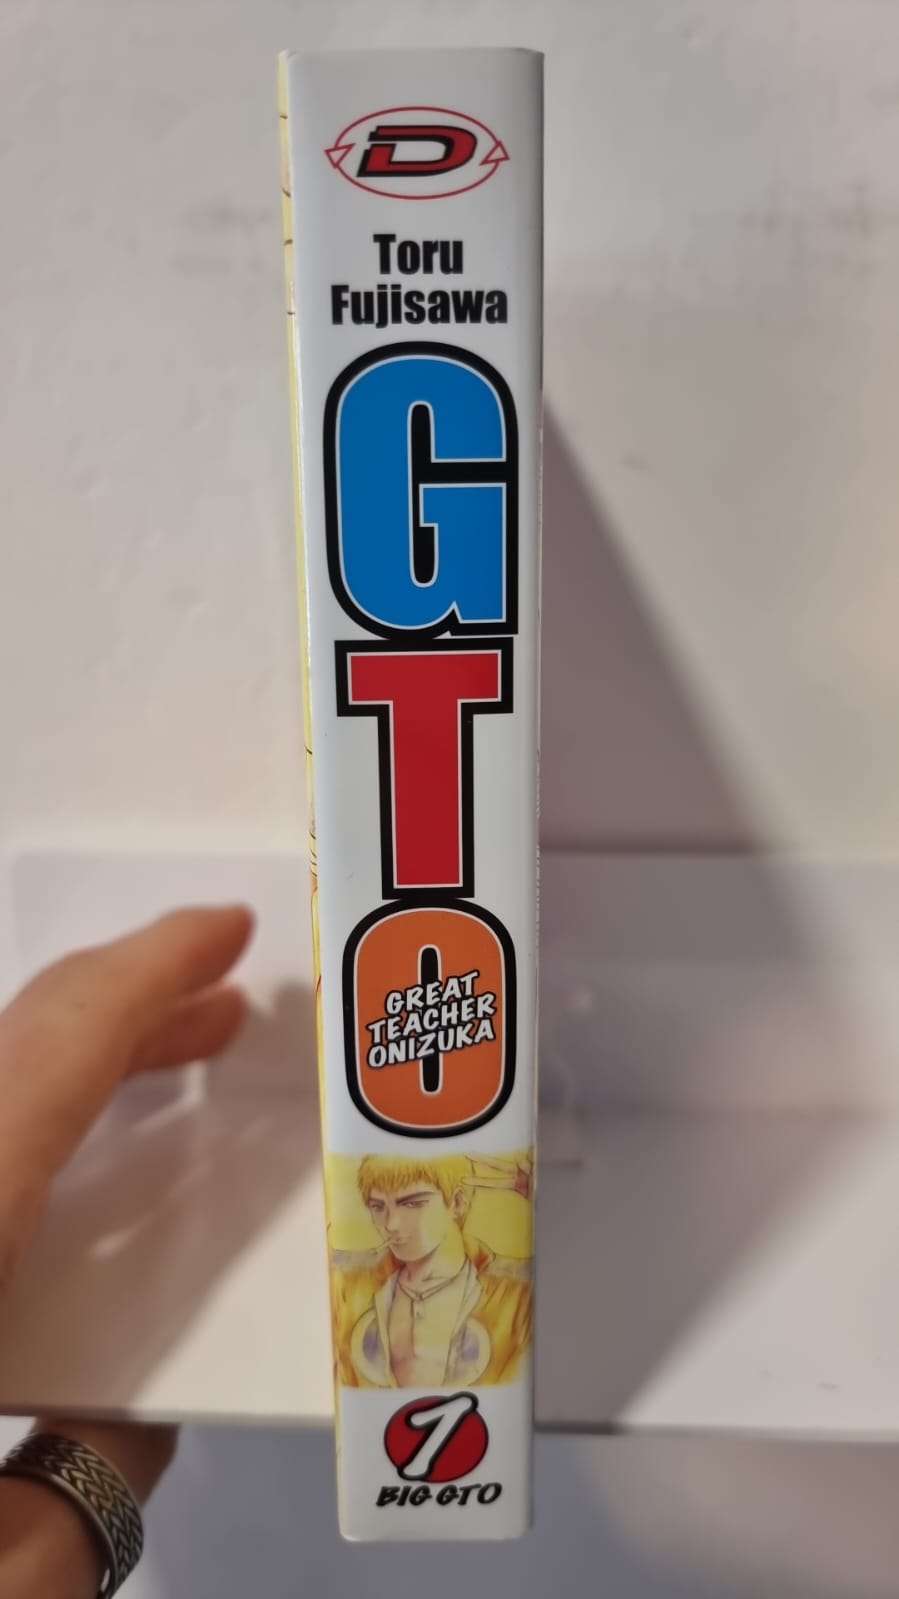 D
Toru
Fujisawa
GTO
GREAT
TEACHER
ONIZUKA
1
BIG GTO